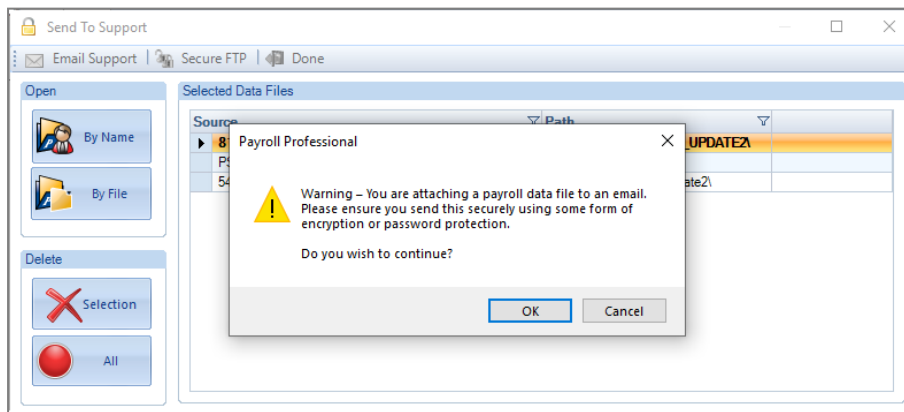 Send To Support
Email Support Secure FTP Done
Open
By Name
By File
Delete
Selection
All
Selected Data Files
Source Path
_UPDATE2\
ate2\
Payroll Professional
Warning – You are attaching a payroll data file to an email.
Please ensure you send this securely using some form of
encryption or password protection.
Do you wish to continue?
OK Cancel